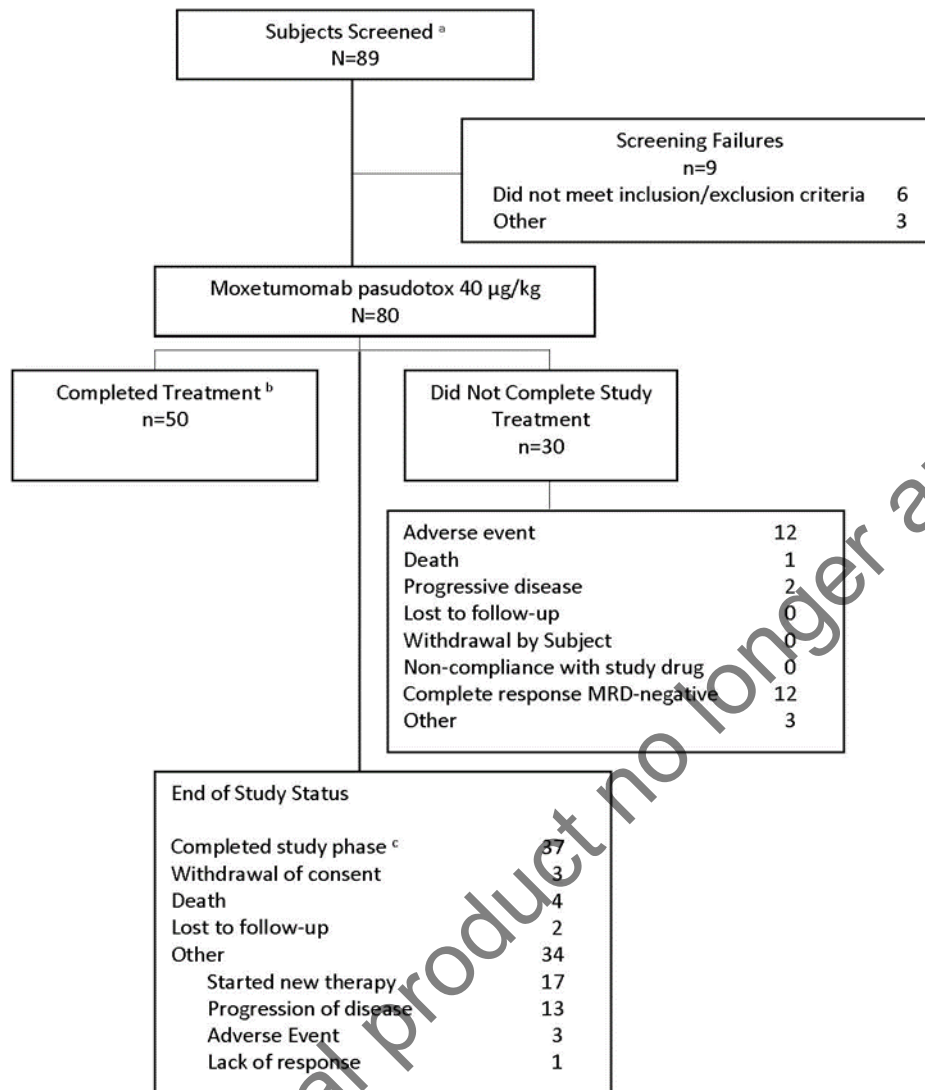 Subjects Screened ᵃ
N=89
Screening Failures
n=9
Did not meet inclusion/exclusion criteria 6
Other 3
Moxetumomab pasudotox 40 µg/kg
N=80
Completed Treatment ᵇ
n=50
Did Not Complete Study
Treatment
n=30
Adverse event 12
Death 1
Progressive disease 2
Lost to follow-up 0
Withdrawal by Subject 0
Non-compliance with study drug 0
Complete response MRD-negative 12
Other 3
End of Study Status
Completed study phase ᶜ 37
Withdrawal of consent 3
Death 4
Lost to follow-up 2
Other 34
Started new therapy 17
Progression of disease 13
Adverse Event 3
Lack of response 1
product no longer